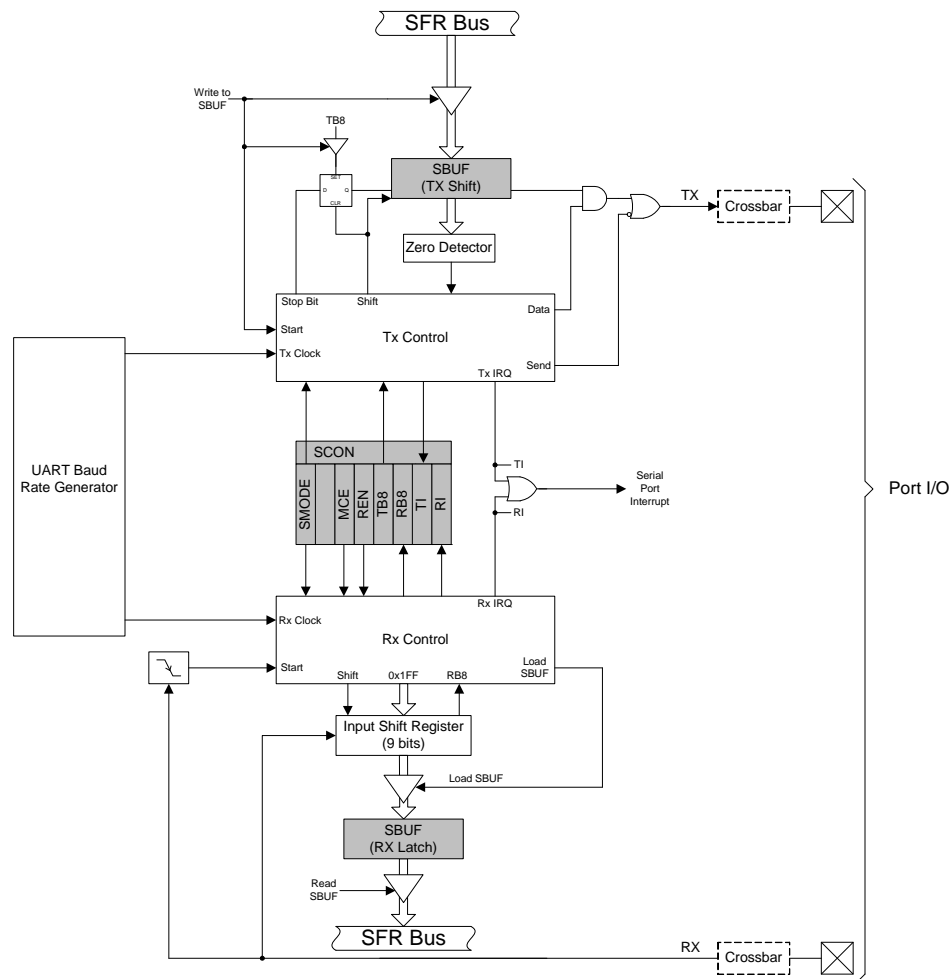 SFR Bus
Write to
SBUF
TB8
SET
D
Q
CLR
SBUF
(TX Shift)
TX
Crossbar
Zero Detector
Stop Bit
Shift
Data
Start
Tx Control
Tx Clock
Send
Tx IRQ
UART Baud
Rate Generator
SCON
SMODE
MCE
REN
TB8
RB8
TI
RI
TI
RI
Serial
Port
Interrupt
Port I/O
Rx IRQ
Rx Clock
Rx Control
Start
Load
SBUF
Shift
0x1FF
RB8
Input Shift Register
(9 bits)
Load SBUF
SBUF
(RX Latch)
Read
SBUF
SFR Bus
RX
Crossbar